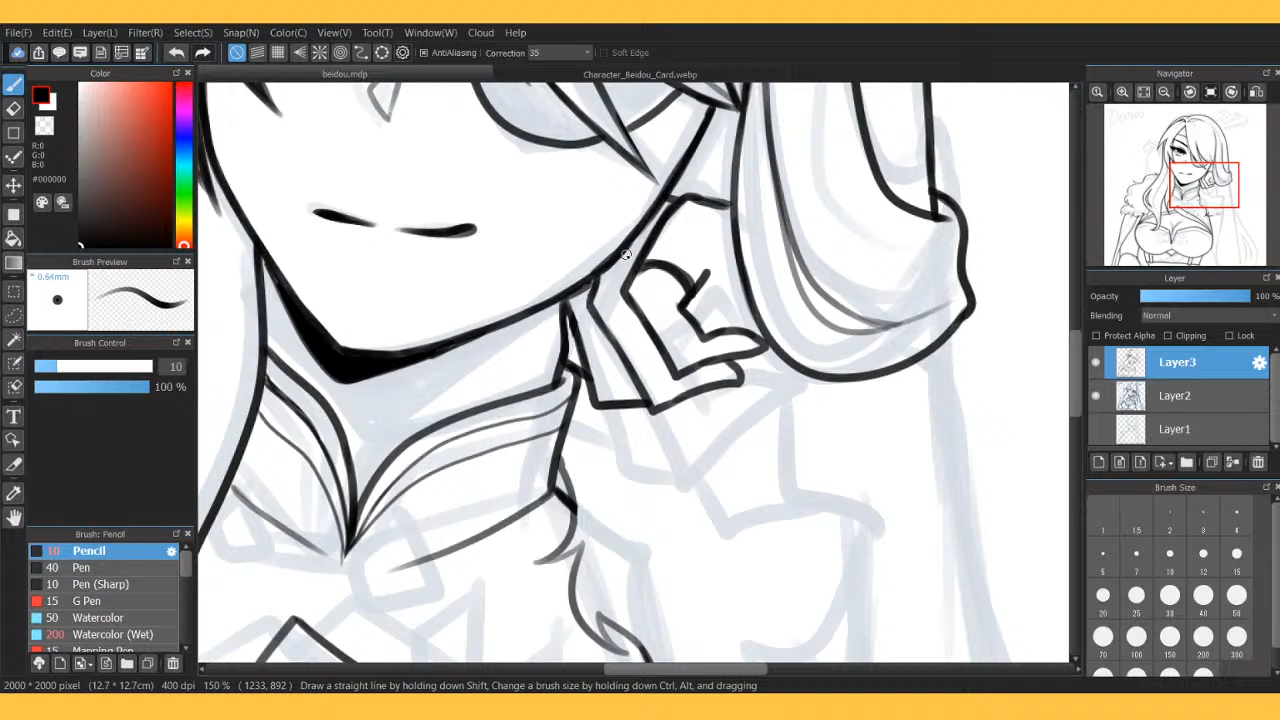 File(F) Edit(E) Layer(L) Filter(R) Select(S) Snap(N) Color(C) View(V) Tool(T) Window(W) Cloud Help
AntiAliasing Correction 35 Soft Edge
Color
beidou.mdp Character_Beidou_Card.webp
Navigator
R:0
G:0
B:0
#000000
Brush Preview
* 0.64mm
Brush Control
10
100 %
Layer
Opacity 100 %
Blending Normal
Protect Alpha Clipping Lock
Layer3
Layer2
Layer1
Brush Size
1 1.5 2 3 4
5 7 10 12 15
20 25 30 40 50
70 100 150 200 300
Brush: Pencil
10 Pencil
40 Pen
10 Pen (Sharp)
15 G Pen
50 Watercolor
200 Watercolor (Wet)
15 Mapping Pen
2000 * 2000 pixel (12.7 * 12.7cm) 400 dpi 150 % ( 1233, 892 ) Draw a straight line by holding down Shift, Change a brush size by holding down Ctrl, Alt, and dragging